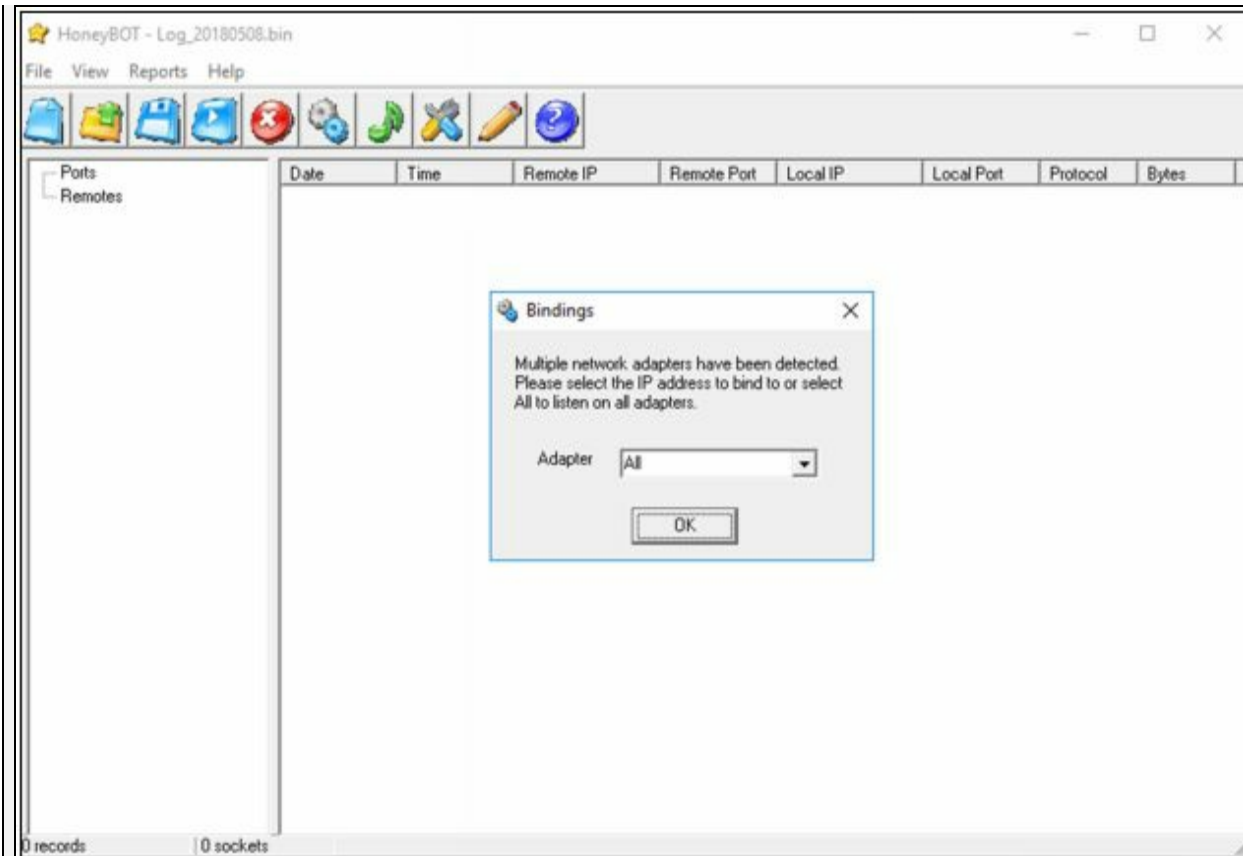 HoneyBOT - Log_20180508.bin
File View Reports Help
Ports
Remotes
Date Time Remote IP Remote Port Local IP Local Port Protocol Bytes
Bindings
Multiple network adapters have been detected.
Please select the IP address to bind to or select
All to listen on all adapters.
Adapter All
OK
0 records 0 sockets